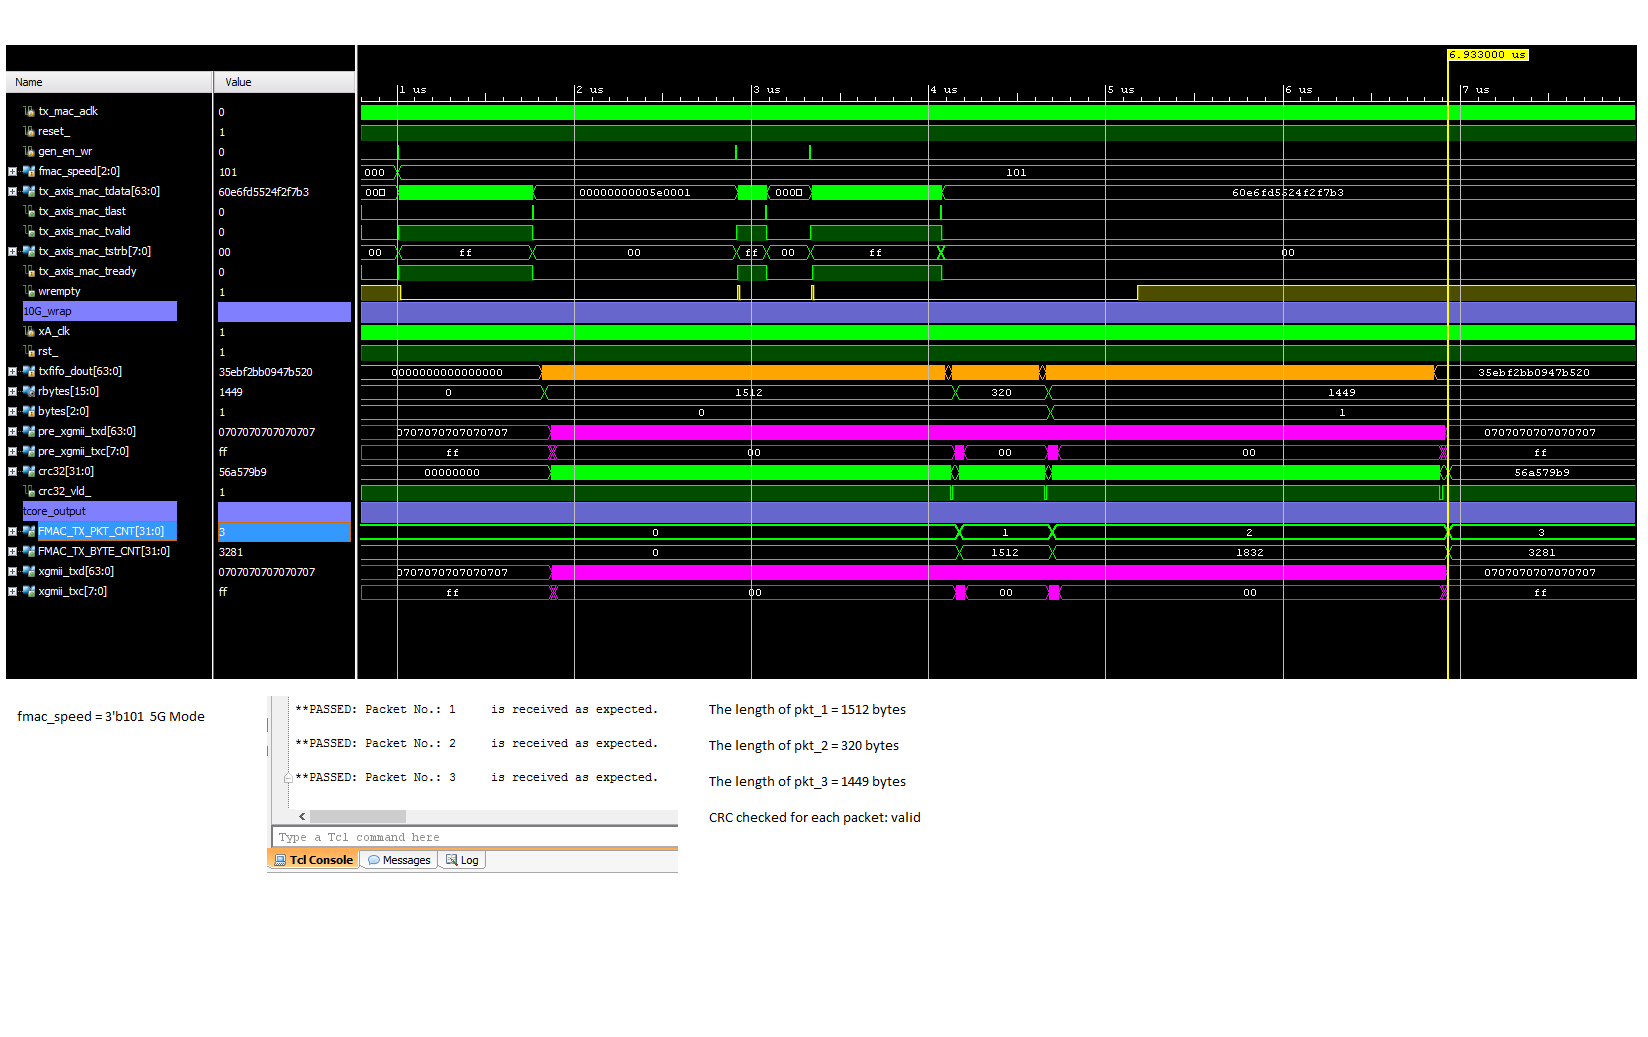 6.933000 us
Name Value
1 us 2 us 3 us 4 us 5 us 6 us 7 us
tx_mac_aclk 0
reset_ 1
gen_en_wr 0
fmac_speed[2:0] 101 000 101
tx_axis_mac_tdata[63:0] 60e6fd5524f2f7b3 00 00000000005e0001 000 60e6fd5524f2f7b3
tx_axis_mac_tlast 0
tx_axis_mac_tvalid 0
tx_axis_mac_tstrb[7:0] 00 00 ff 00 ff 00 ff 00
tx_axis_mac_tready 0
wrempty 1
10G_wrap
xA_clk 1
rst_ 1
txfifo_dout[63:0] 35ebf2bb0947b520 0000000000000000 35ebf2bb0947b520
rbytes[15:0] 1449 0 1512 320 1449
bytes[2:0] 1 0 1
pre_xgmii_txd[63:0] 0707070707070707 0707070707070707 0707070707070707
pre_xgmii_txc[7:0] ff ff 00 00 00 ff
crc32[31:0] 56a579b9 00000000 56a579b9
crc32_vld_ 1
tcore_output
FMAC_TX_PKT_CNT[31:0] 3 0 1 2 3
FMAC_TX_BYTE_CNT[31:0] 3281 0 1512 1832 3281
xgmii_txd[63:0] 0707070707070707 0707070707070707 0707070707070707
xgmii_txc[7:0] ff ff 00 00 00 ff
fmac_speed = 3'b101 5G Mode
**PASSED: Packet No.: 1 is received as expected.
**PASSED: Packet No.: 2 is received as expected.
**PASSED: Packet No.: 3 is received as expected.
Type a Tcl command here
Tcl Console Messages Log
The length of pkt_1 = 1512 bytes
The length of pkt_2 = 320 bytes
The length of pkt_3 = 1449 bytes
CRC checked for each packet: valid